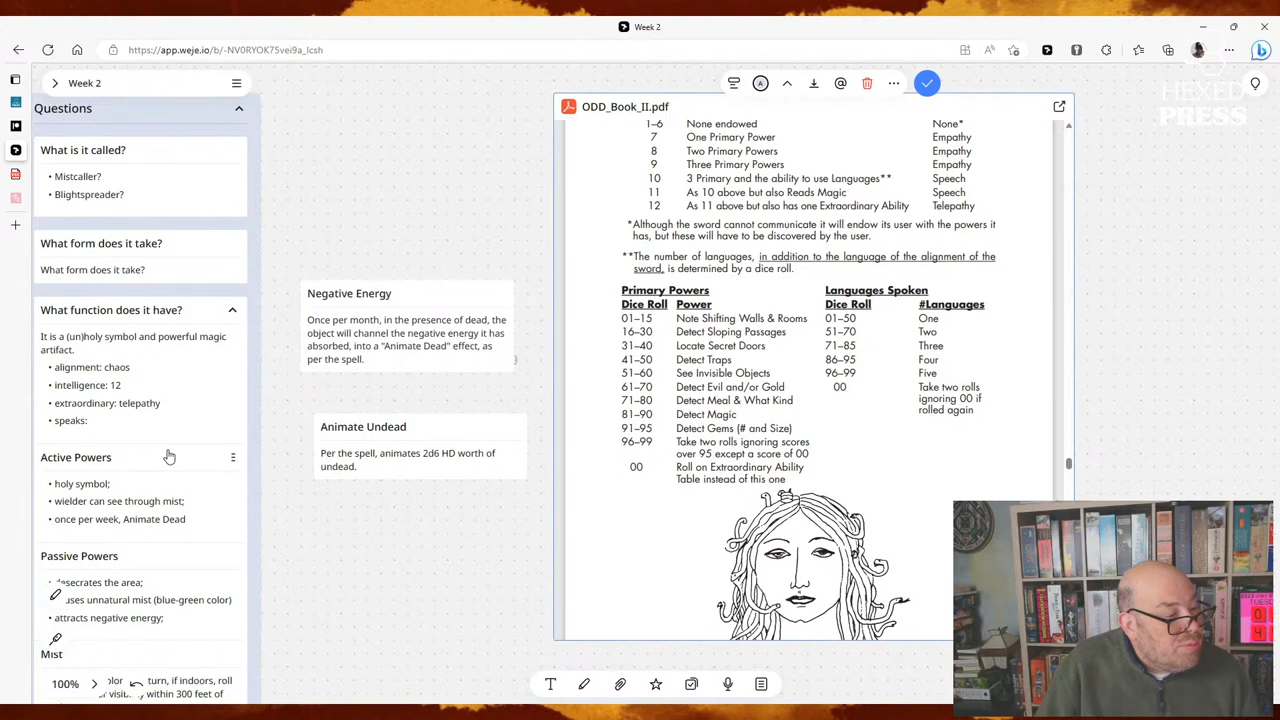 Week 2
https://app.weje.io/b/-NV0RYOK75vei9a_lcsh
HEXED
PRESS
Week 2
Questions
What is it called?
• Mistcaller?
• Blightspreader?
What form does it take?
What form does it take?
What function does it have?
It is a (un)holy symbol and powerful magic
artifact.
• alignment: chaos
• intelligence: 12
• extraordinary: telepathy
• speaks:
Active Powers
• holy symbol;
• wielder can see through mist;
• once per week, Animate Dead
Passive Powers
desecrates the area;
uses unnatural mist (blue-green color)
• attracts negative energy;
Mist
turn, if indoors, roll
within 300 feet of
100%
Negative Energy
Once per month, in the presence of dead, the
object will channel the negative energy it has
absorbed, into a "Animate Dead" effect, as
per the spell.
Animate Undead
Per the spell, animates 2d6 HD worth of
undead.
A
ODD_Book_II.pdf
1–6 None endowed None*
7 One Primary Power Empathy
8 Two Primary Powers Empathy
9 Three Primary Powers Empathy
10 3 Primary and the ability to use Languages** Speech
11 As 10 above but also Reads Magic Speech
12 As 11 above but also has one Extraordinary Ability Telepathy
*Although the sword cannot communicate it will endow its user with the powers it
has, but these will have to be discovered by the user.
**The number of languages, in addition to the language of the alignment of the
sword, is determined by a dice roll.
Primary Powers
Dice Roll Power
01–15 Note Shifting Walls & Rooms
16–30 Detect Sloping Passages
31–40 Locate Secret Doors
41–50 Detect Traps
51–60 See Invisible Objects
61–70 Detect Evil and/or Gold
71–80 Detect Meal & What Kind
81–90 Detect Magic
91–95 Detect Gems (# and Size)
96–99 Take two rolls ignoring scores
over 95 except a score of 00
00 Roll on Extraordinary Ability
Table instead of this one
Languages Spoken
Dice Roll #Languages
01–50 One
51–70 Two
71–85 Three
86–95 Four
96–99 Five
00 Take two rolls
ignoring 00 if
rolled again